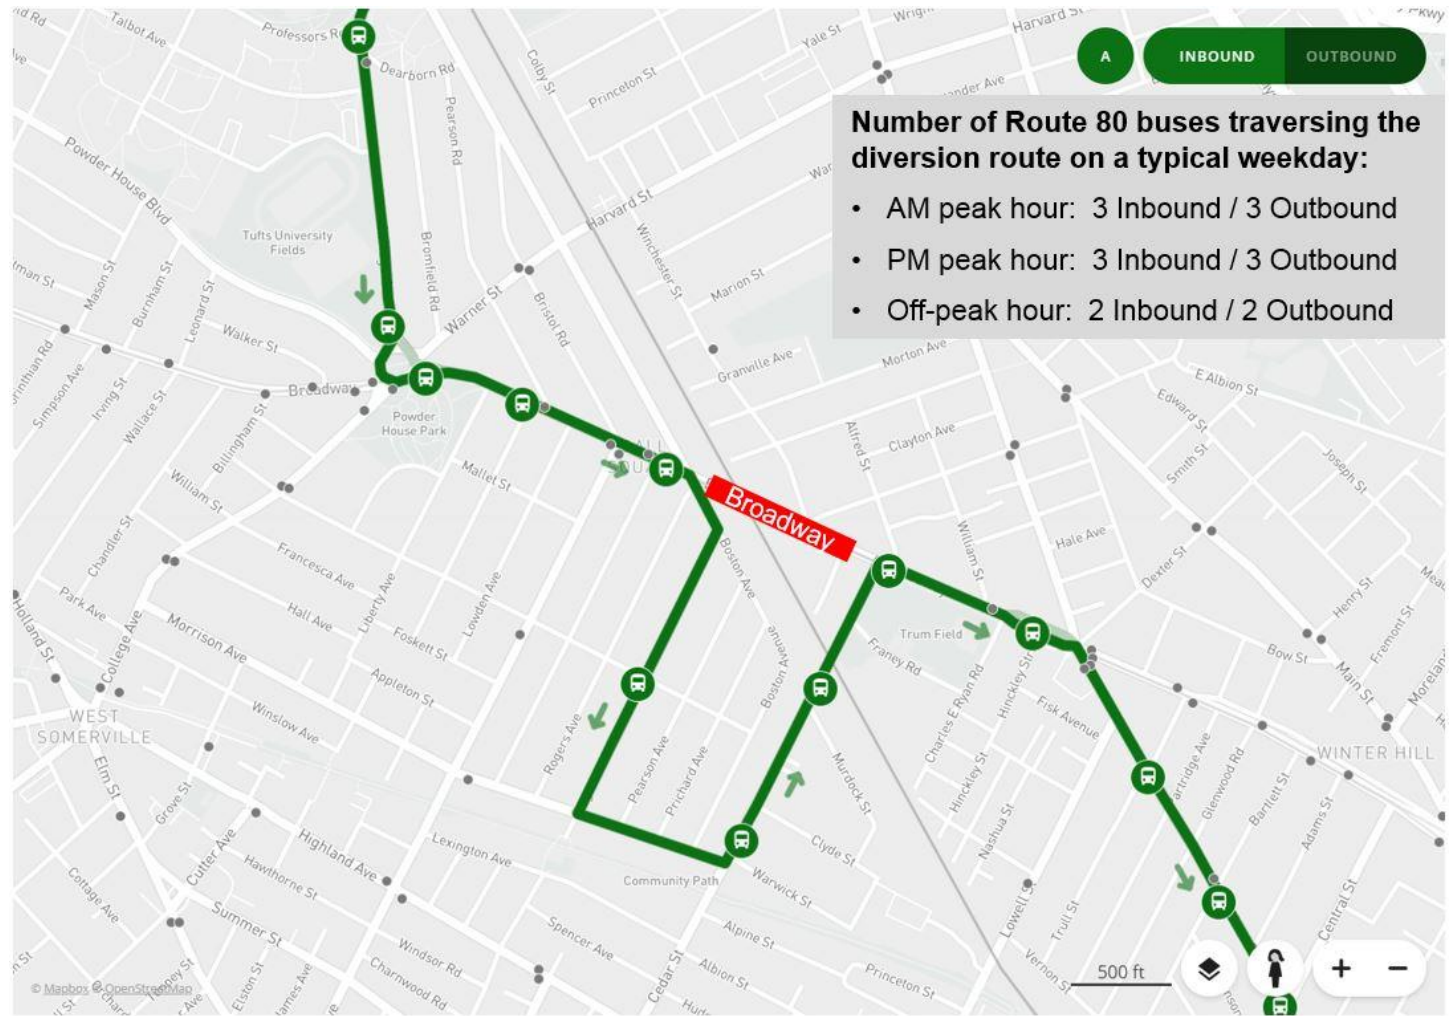 A
INBOUND
OUTBOUND
Number of Route 80 buses traversing the
diversion route on a typical weekday:
• AM peak hour: 3 Inbound / 3 Outbound
• PM peak hour: 3 Inbound / 3 Outbound
• Off-peak hour: 2 Inbound / 2 Outbound
Talbot Ave
Dearborn Rd
Colby St
Yale St
Harvard St
Princeton St
Pearson Rd
Powder House Blvd
Tufts University
Fields
Harvard St
Winchester St
Marion St
Mason St
Burnham St
Leonard St
Bromfield Rd
Warner St
Bristol Rd
Walker St
Granville Ave
Morton Ave
E Albion St
Simpson Ave
Irving St
Wallace St
Broadway
Billingham St
Powder
House Park
Edward St
Alfred St
Clayton Ave
Joseph St
Smith St
Mallet St
William St
Broadway
Chandler St
William St
Hale Ave
Francesca Ave
Boston Ave
Dexter St
Henry St
Park Ave
Hall Ave
Liberty Ave
Lowden Ave
Holland St
College Ave
Morrison Ave
Foskett St
Boston Avenue
Trum Field
Franey Rd
Fremont St
Bow St
Main St
Appleton St
Charles E Ryan Rd
Hinckley St
Fisk Avenue
WEST
SOMERVILLE
Winslow Ave
Rogers Ave
Pearson Ave
Prichard Ave
Murdock St
Hinckley St
Glenwood Rd
Bartlett St
WINTER HILL
Elm St
Grove St
Cutter Ave
Highland Ave
Lexington Ave
Clyde St
Nashua St
Adams St
Cottage Ave
Hawthorne St
Community Path
Warwick St
Summer St
Spencer Ave
Alpine St
Lowell St
Trull St
Central St
Windsor Rd
Charnwood Rd
Cedar St
Albion St
Princeton St
Vernon St
500 ft
© Mapbox © OpenStreetMap
Elston St